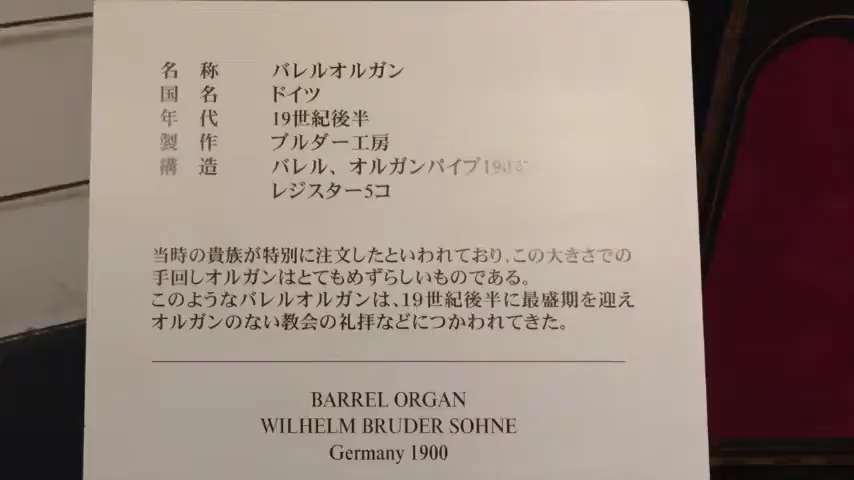 名 称 バレルオルガン
国 名 ドイツ
年 代 19世紀後半
製 作 ブルダー工房
構 造 バレル、オルガンパイプ
レジスター5コ
当時の貴族が特別に注文したといわれており、この大きさでの
手回しオルガンはとてもめずらしいものである。
このようなバレルオルガンは、19世紀後半に最盛期を迎え
オルガンのない教会の礼拝などにつかわれてきた。
BARREL ORGAN
WILHELM BRUDER SOHNE
Germany 1900